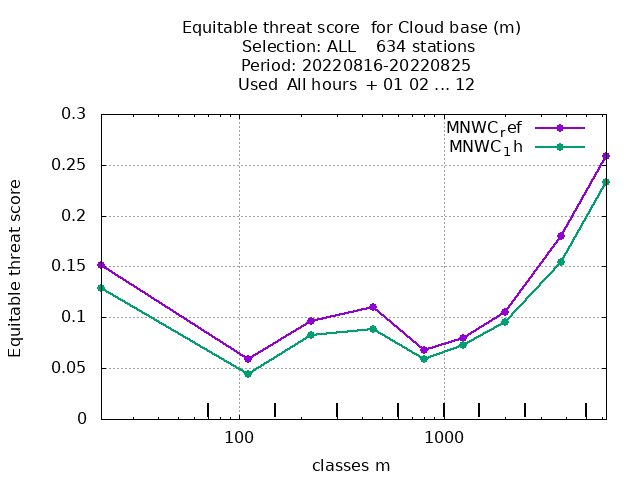 Equitable threat score  for Cloud base (m)
Selection: ALL    634 stations
Period: 20220816-20220825
Used  All hours  + 01 02 ... 12
0.3
MNWCref
MNWC1h
0.25
0.2
0.15
0.1
0.05
0
Equitable threat score
100
1000
classes m